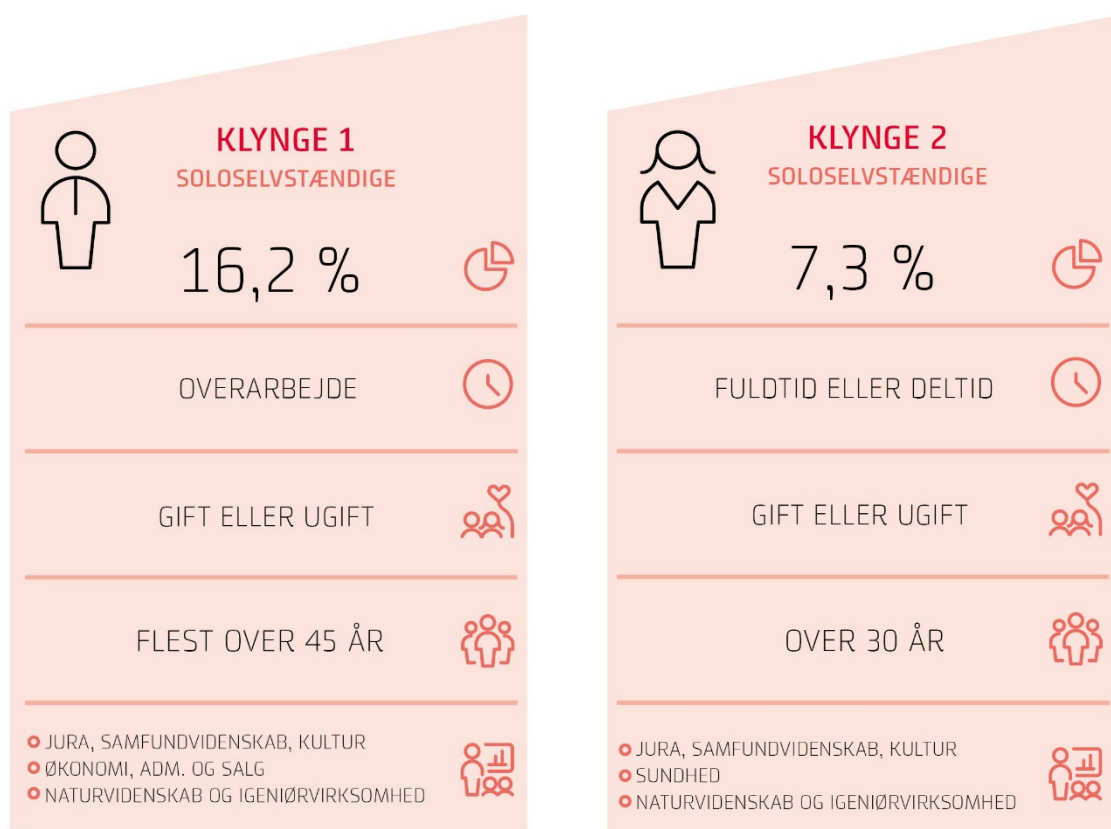 KLYNGE 1
SOLOSELVSTÆNDIGE
16,2 %
OVERARBEJDE
GIFT ELLER UGIFT
FLEST OVER 45 ÅR
JURA, SAMFUNDVIDENSKAB, KULTUR
ØKONOMI, ADM. OG SALG
NATURVIDENSKAB OG IGENIØRVIRKSOMHED
KLYNGE 2
SOLOSELVSTÆNDIGE
7,3 %
FULDTID ELLER DELTID
GIFT ELLER UGIFT
OVER 30 ÅR
JURA, SAMFUNDVIDENSKAB, KULTUR
SUNDHED
NATURVIDENSKAB OG IGENIØRVIRKSOMHED